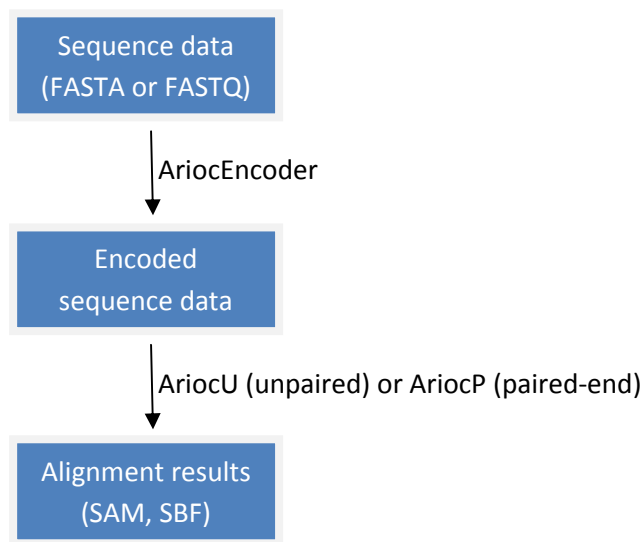 Sequence data
(FASTA or FASTQ)
AriocEncoder
Encoded
sequence data
AriocU (unpaired) or AriocP (paired-end)
Alignment results
(SAM, SBF)